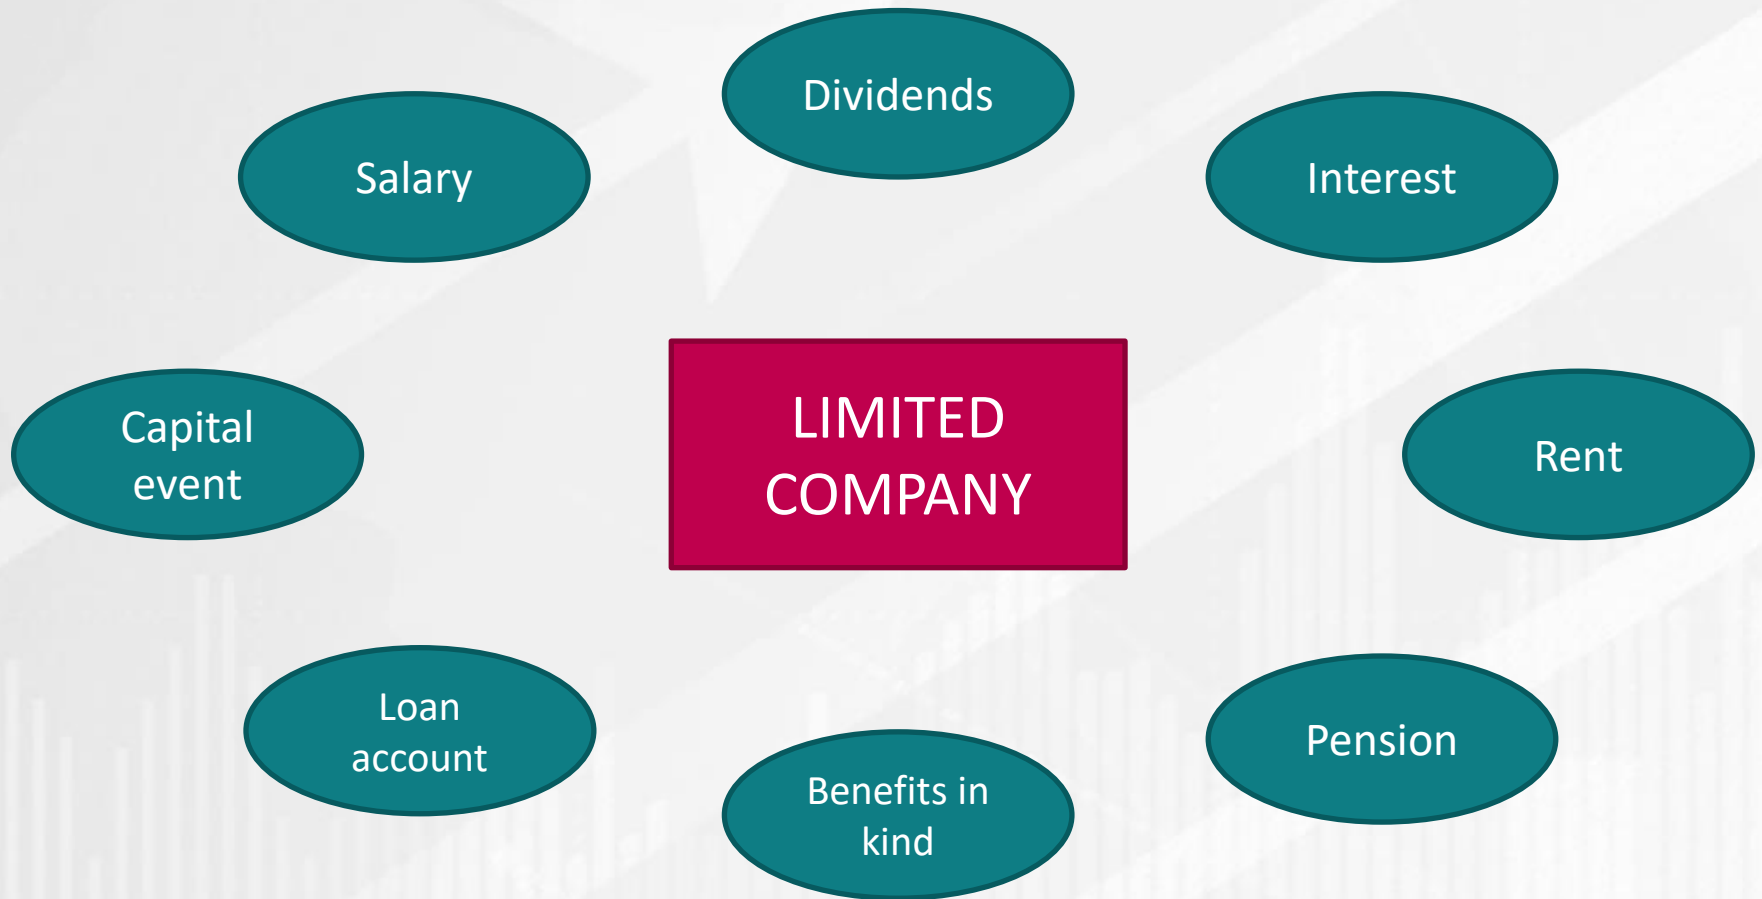 Dividends
Salary
Interest
Capital
event
LIMITED
COMPANY
Rent
Loan
account
Benefits in
kind
Pension